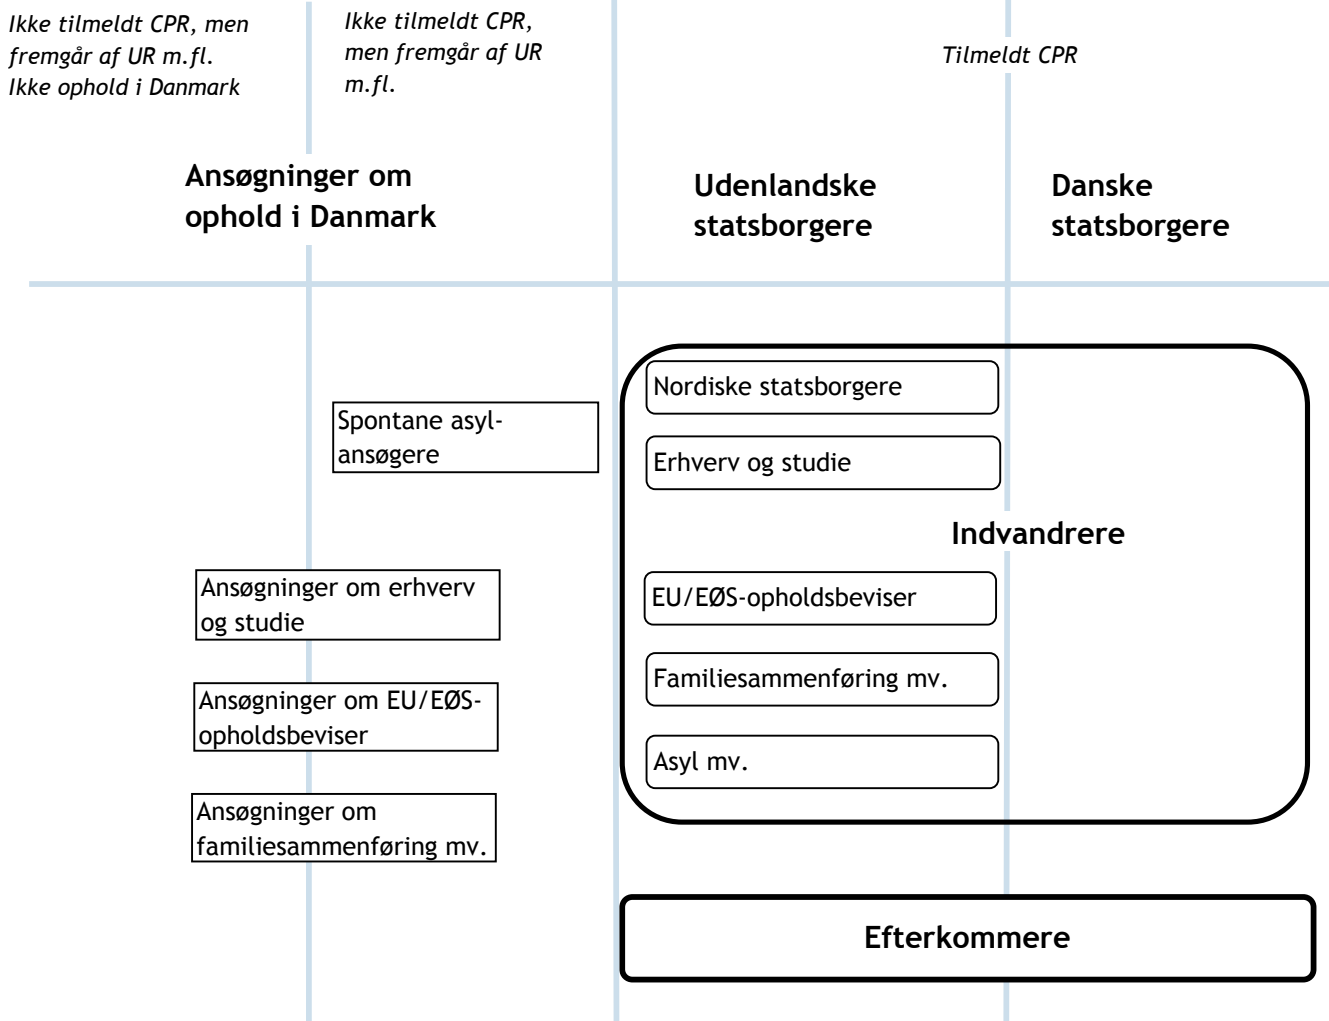 Ikke tilmeldt CPR, men
fremgår af UR m.fl.
Ikke ophold i Danmark
Ikke tilmeldt CPR,
men fremgår af UR
m.fl.
Tilmeldt CPR
Ansøgninger om
ophold i Danmark
Udenlandske
statsborgere
Danske
statsborgere
Nordiske statsborgere
Spontane asyl-
ansøgere
Erhverv og studie
Indvandrere
Ansøgninger om erhverv
og studie
EU/EØS-opholdsbeviser
Familiesammenføring mv.
Ansøgninger om EU/EØS-
opholdsbeviser
Asyl mv.
Ansøgninger om
familiesammenføring mv.
Efterkommere